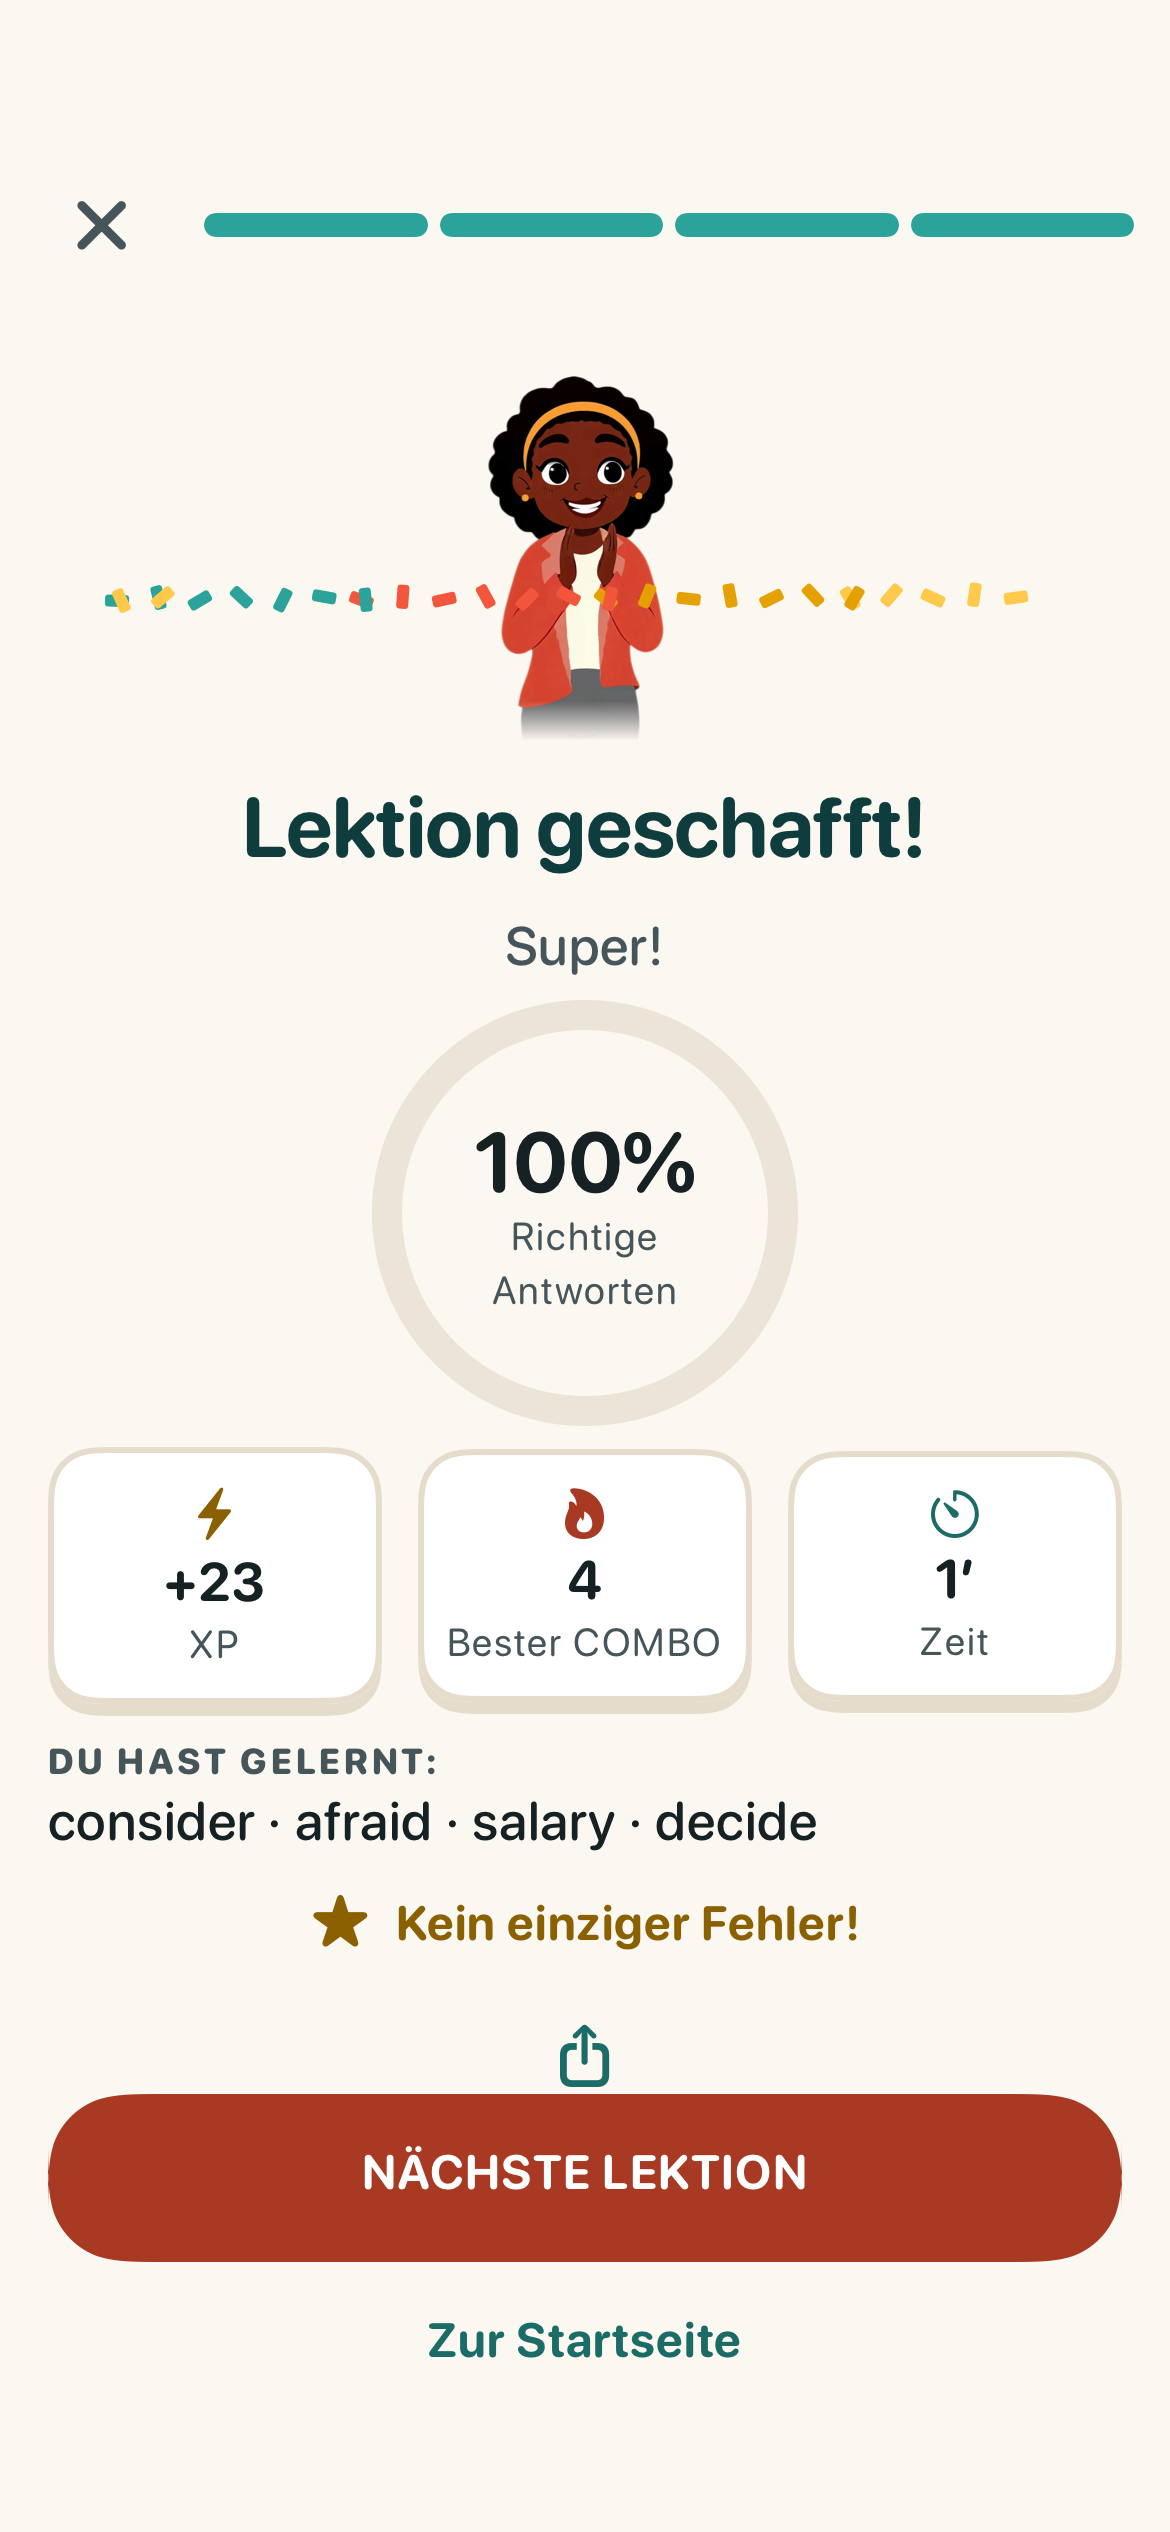 Lektion geschafft!
Super!
100%
Richtige
Antworten
+23
XP
4
Bester COMBO
1′
Zeit
DU HAST GELERNT:
consider · afraid · salary · decide
Kein einziger Fehler!
NÄCHSTE LEKTION
Zur Startseite